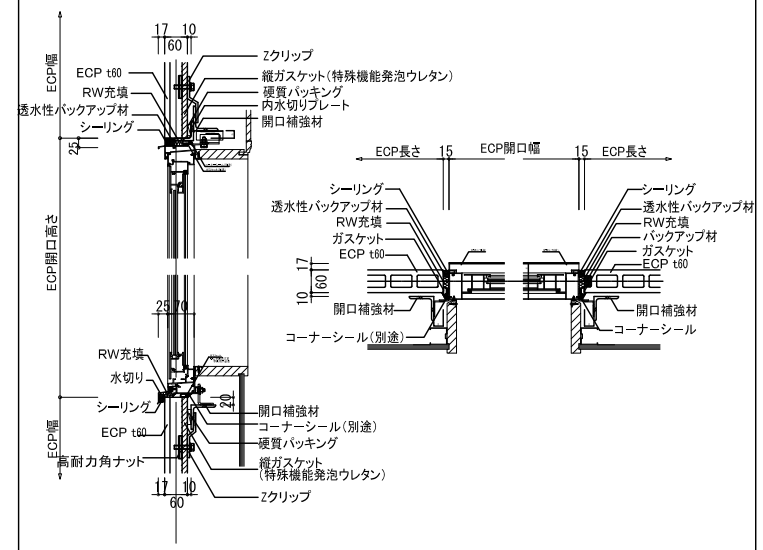 17 10
60
ECP幅
ECP t60
RW充填
透水性バックアップ材
シーリング
25
Zクリップ
縦ガスケット(特殊機能発泡ウレタン)
硬質パッキング
内水切りプレート
開口補強材
ECP開口高さ
25 70
RW充填
水切り
シーリング
ECP t60
高耐力角ナット
ECP幅
20
開口補強材
コーナーシール(別途)
硬質パッキング
縦ガスケット
(特殊機能発泡ウレタン)
Zクリップ
17 10
60
ECP長さ 15 ECP開口幅 15 ECP長さ
シーリング
透水性バックアップ材
RW充填
ガスケット
ECP t60
17
60
10
開口補強材
コーナーシール(別途)
シーリング
透水性バックアップ材
RW充填
バックアップ材
ガスケット
ECP t60
開口補強材
コーナーシール